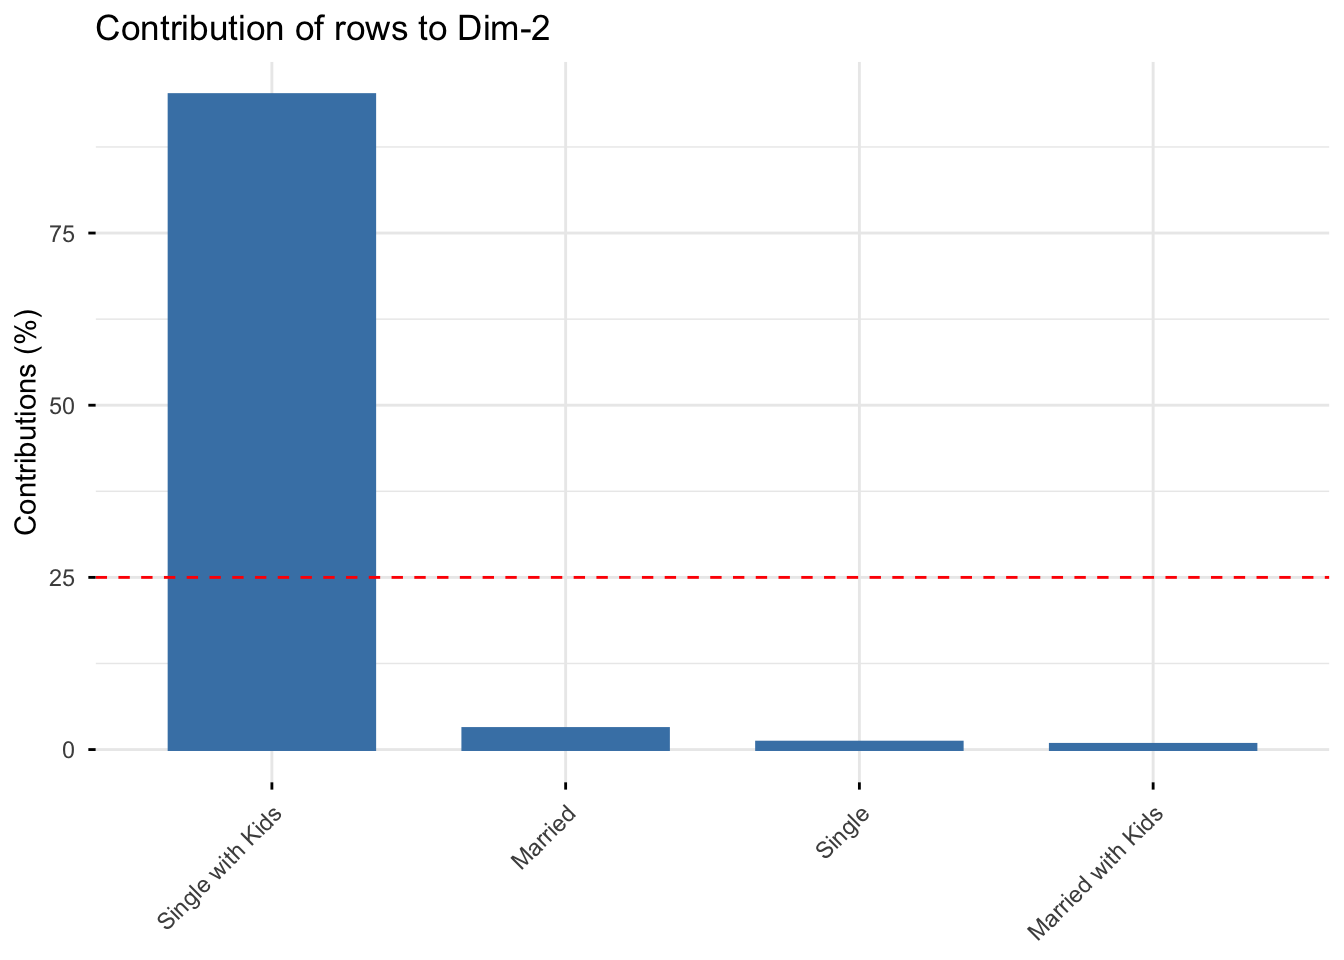 Contribution of rows to Dim-2
Contributions (%)
75
50
25
0
Single with Kids
Married
Single
Married with Kids